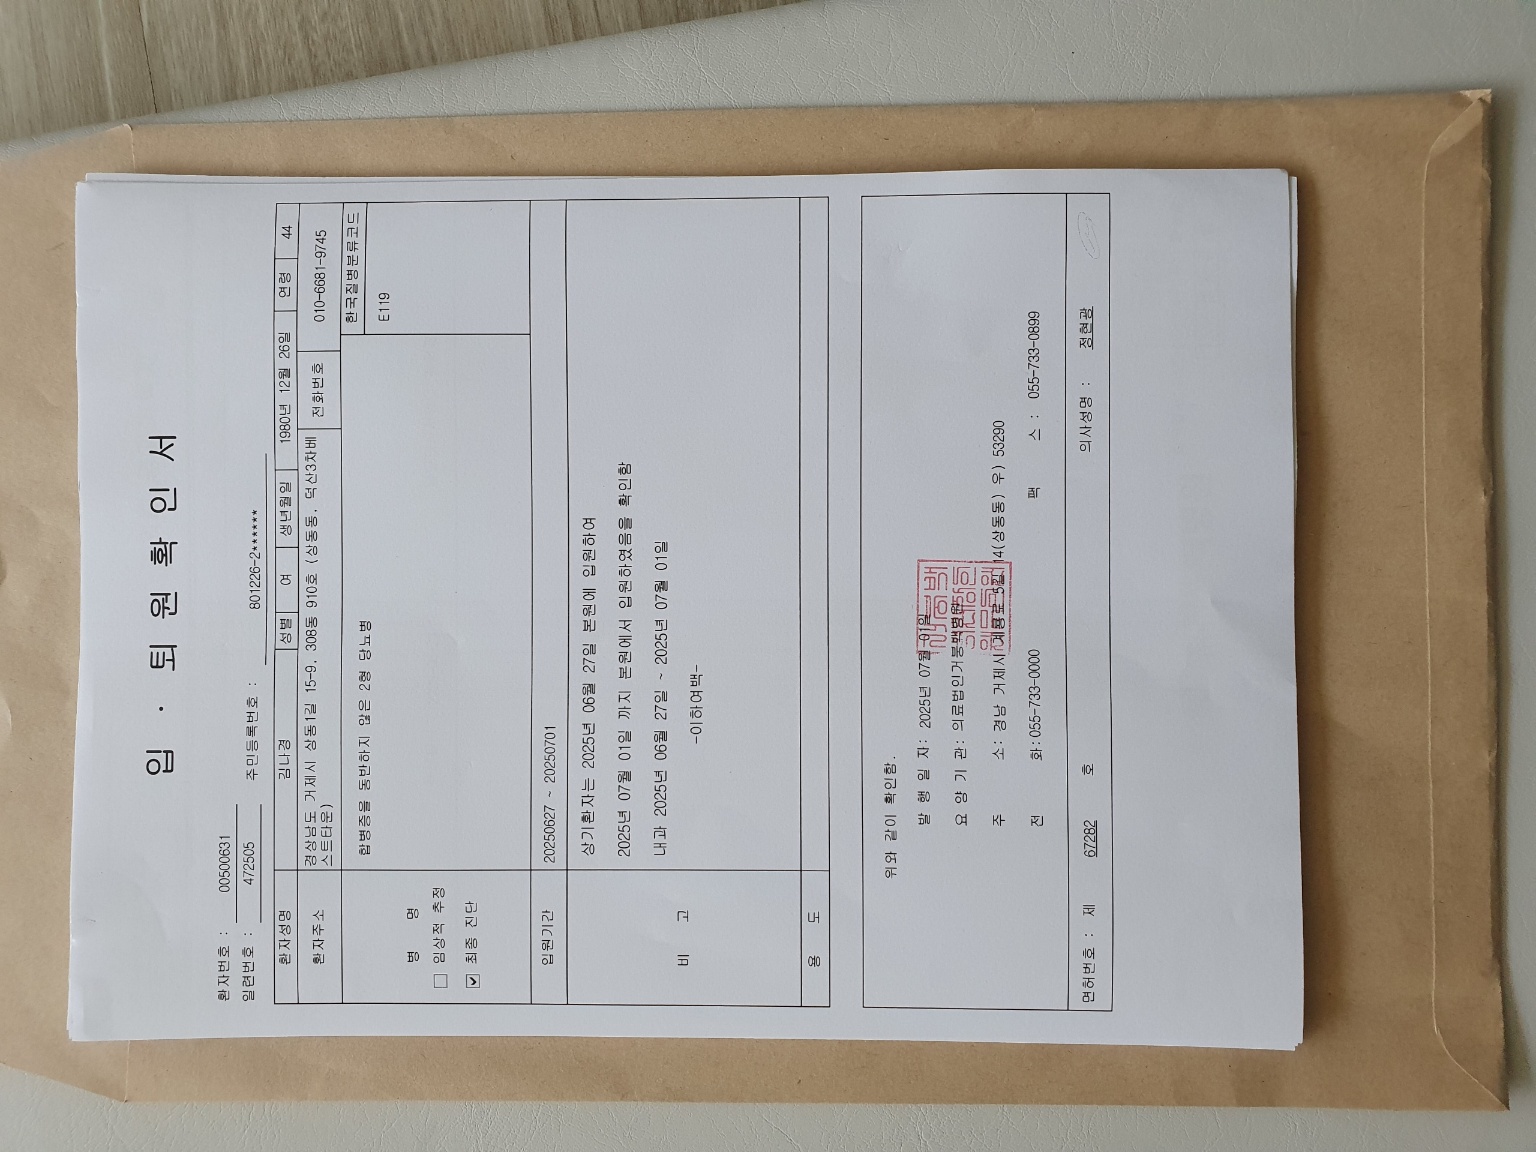 입 · 퇴 원 확 인 서
환자번호 : 00500631
일련번호 : 472505 주민등록번호 : 801226-2******
환자성명 김나경 성별 여 생년월일 1980년 12월 26일 연령 44
환자주소 경상남도 거제시 상동1길 15-9, 308동 910호 (상동동, 덕산3차베스트타운) 전화번호 010-6681-9745
병 명 한국질병분류코드
합병증을 동반하지 않은 2형 당뇨병 E119
임상적 추정
최종 진단
입원기간 20250627 ~ 20250701
비 고
상기환자는 2025년 06월 27일 본원에 입원하여
2025년 07월 01일 까지 본원에서 입원하였음을 확인함
내과 2025년 06월 27일 ~ 2025년 07월 01일
-이하여백-
용 도
위와 같이 확인함.
발 행 일 자: 2025년 07월 01일
요 양 기 관: 의료법인거붕백병원
주 소: 경남 거제시 계룡로 5길 14(상동동) 우) 53290
전 화: 055-733-0000 팩 스 : 055-733-0899
면허번호 : 제 67282 호 의사성명 : 정현광